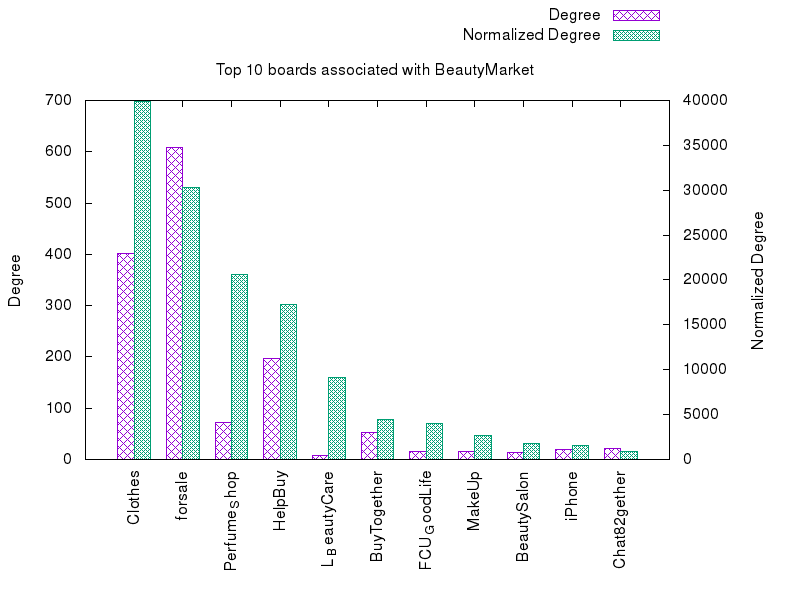 Degree
Normalized Degree
Top 10 boards associated with BeautyMarket
700
600
500
400
300
200
100
0
40000
35000
30000
25000
20000
15000
10000
5000
0
Degree
Normalized Degree
Clothes
forsale
PerfumeShop
HelpBuy
LBeautyCare
BuyTogether
FCUGoodLife
MakeUp
BeautySalon
iPhone
Chat82gether